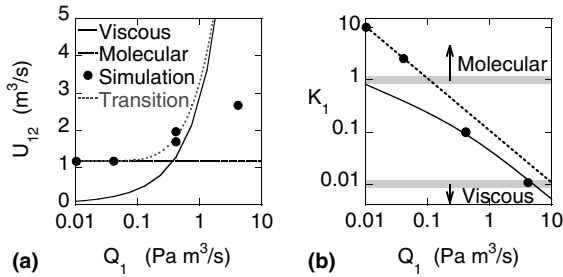 5
4
3
2
1
0
U12 (m3/s)
Viscous
Molecular
Simulation
Transition
0.01 0.1 1 10
(a) Q1 (Pa m3/s)
10
1
0.1
0.01
K1
Molecular
Viscous
0.01 0.1 1 10
(b) Q1 (Pa m3/s)